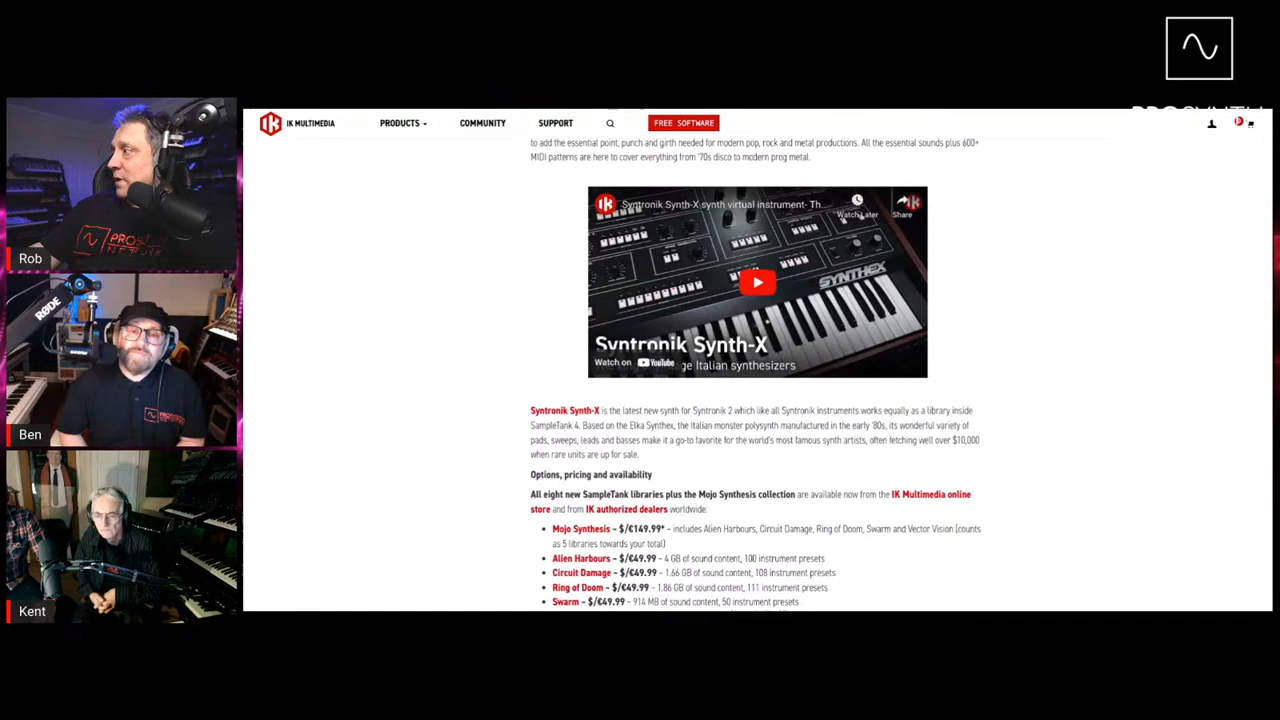 PROSYNTH
Rob
PROSYNTH
NETWORK
RØDE
Ben
Kent
IK MULTIMEDIA
PRODUCTS
COMMUNITY
SUPPORT
FREE SOFTWARE
to add the essential point, punch and girth needed for modern pop, rock and metal productions. All the essential sounds plus 600+
MIDI patterns are here to cover everything from '70s disco to modern prog metal.
Syntronik Synth-X synth virtual instrument- Th...
Watch Later
Share
SYNTHEX
Syntronik Synth-X
Watch on YouTube
ge Italian synthesizers
Syntronik Synth-X is the latest new synth for Syntronik 2 which like all Syntronik instruments works equally as a library inside
SampleTank 4. Based on the Elka Synthex, the Italian monster polysynth manufactured in the early '80s, its wonderful variety of
pads, sweeps, leads and basses make it a go-to favorite for the world's most famous synth artists, often fetching well over $10,000
when rare units are up for sale.
Options, pricing and availability
All eight new SampleTank libraries plus the Mojo Synthesis collection are available now from the IK Multimedia online
store and from IK authorized dealers worldwide:
• Mojo Synthesis – $/€149.99* – includes Alien Harbours, Circuit Damage, Ring of Doom, Swarm and Vector Vision (counts
as 5 libraries towards your total)
• Alien Harbours – $/€49.99 – 4 GB of sound content, 100 instrument presets
• Circuit Damage – $/€49.99 – 1.66 GB of sound content, 108 instrument presets
• Ring of Doom – $/€49.99 – 1.86 GB of sound content, 111 instrument presets
• Swarm – $/€49.99 – 914 MB of sound content, 50 instrument presets